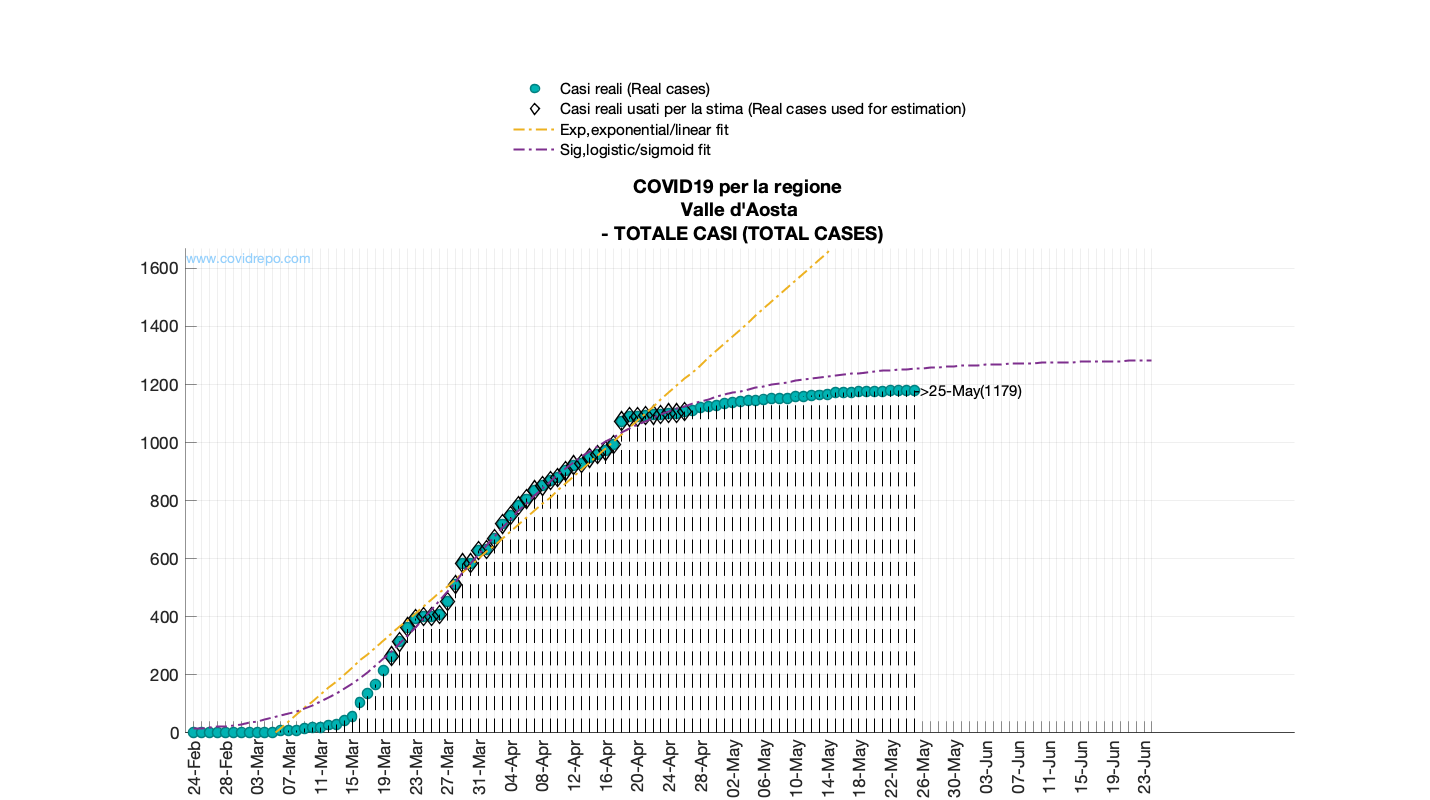 Casi reali (Real cases)
Casi reali usati per la stima (Real cases used for estimation)
Exp,exponential/linear fit
Sig,logistic/sigmoid fit
COVID19 per la regione
Valle d'Aosta
- TOTALE CASI (TOTAL CASES)
www.covidrepo.com
1600
1400
1200
1000
800
600
400
200
0
>25-May(1179)
24-Feb
28-Feb
03-Mar
07-Mar
11-Mar
15-Mar
19-Mar
23-Mar
27-Mar
31-Mar
04-Apr
08-Apr
12-Apr
16-Apr
20-Apr
24-Apr
28-Apr
02-May
06-May
10-May
14-May
18-May
22-May
26-May
30-May
03-Jun
07-Jun
11-Jun
15-Jun
19-Jun
23-Jun